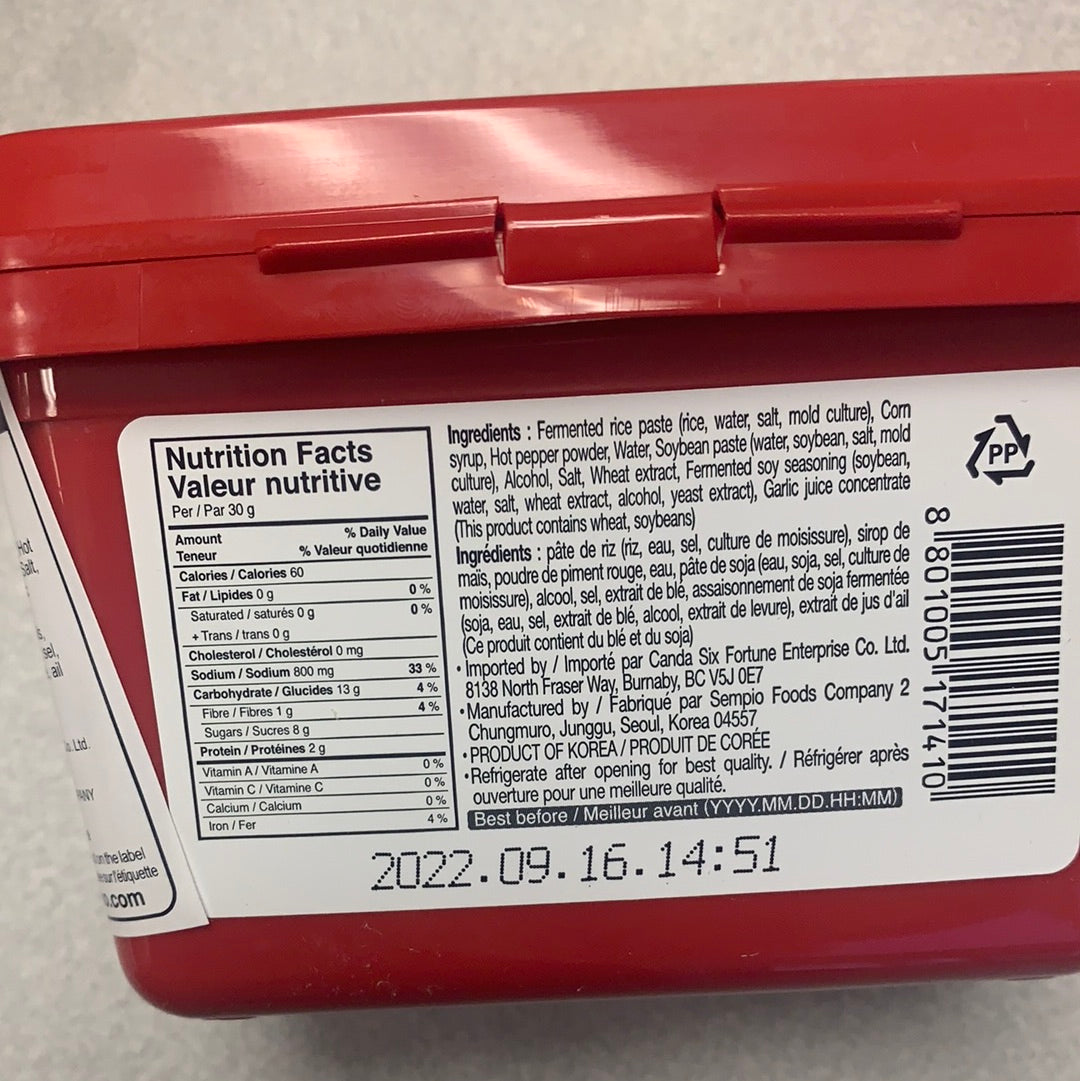 Nutrition Facts
Valeur nutritive
Per / Par 30 g
Amount
Teneur
% Daily Value
% Valeur quotidienne
Calories / Calories 60
Fat / Lipides 0 g 0 %
Saturated / saturés 0 g 0 %
+ Trans / trans 0 g
Cholesterol / Cholestérol 0 mg
Sodium / Sodium 800 mg 33 %
Carbohydrate / Glucides 13 g 4 %
Fibre / Fibres 1 g 4 %
Sugars / Sucres 8 g
Protein / Protéines 2 g
Vitamin A / Vitamine A 0 %
Vitamin C / Vitamine C 0 %
Calcium / Calcium 0 %
Iron / Fer 4 %
Ingredients : Fermented rice paste (rice, water, salt, mold culture), Corn
syrup, Hot pepper powder, Water, Soybean paste (water, soybean, salt, mold
culture), Alcohol, Salt, Wheat extract, Fermented soy seasoning (soybean,
water, salt, wheat extract, alcohol, yeast extract), Garlic juice concentrate
(This product contains wheat, soybeans)
Ingrédients : pâte de riz (riz, eau, sel, culture de moisissure), sirop de
maïs, poudre de piment rouge, eau, pâte de soja (eau, soja, sel, culture de
moisissure), alcool, sel, extrait de blé, assaisonnement de soja fermentée
(soja, eau, sel, extrait de blé, alcool, extrait de levure), extrait de jus d'ail
(Ce produit contient du blé et du soja)
• Imported by / Importé par Canda Six Fortune Enterprise Co. Ltd.
8138 North Fraser Way, Burnaby, BC V5J 0E7
• Manufactured by / Fabriqué par Sempio Foods Company 2
Chungmuro, Junggu, Seoul, Korea 04557
• PRODUCT OF KOREA / PRODUIT DE CORÉE
• Refrigerate after opening for best quality. / Réfrigérer après
ouverture pour une meilleure qualité.
Best before / Meilleur avant (YYYY.MM.DD.HH:MM)
2022.09.16.14:51
PP
8 801005 171410
Hot
Salt,
sel,
ail
Ltd.
on the label
sur l'étiquette
.com